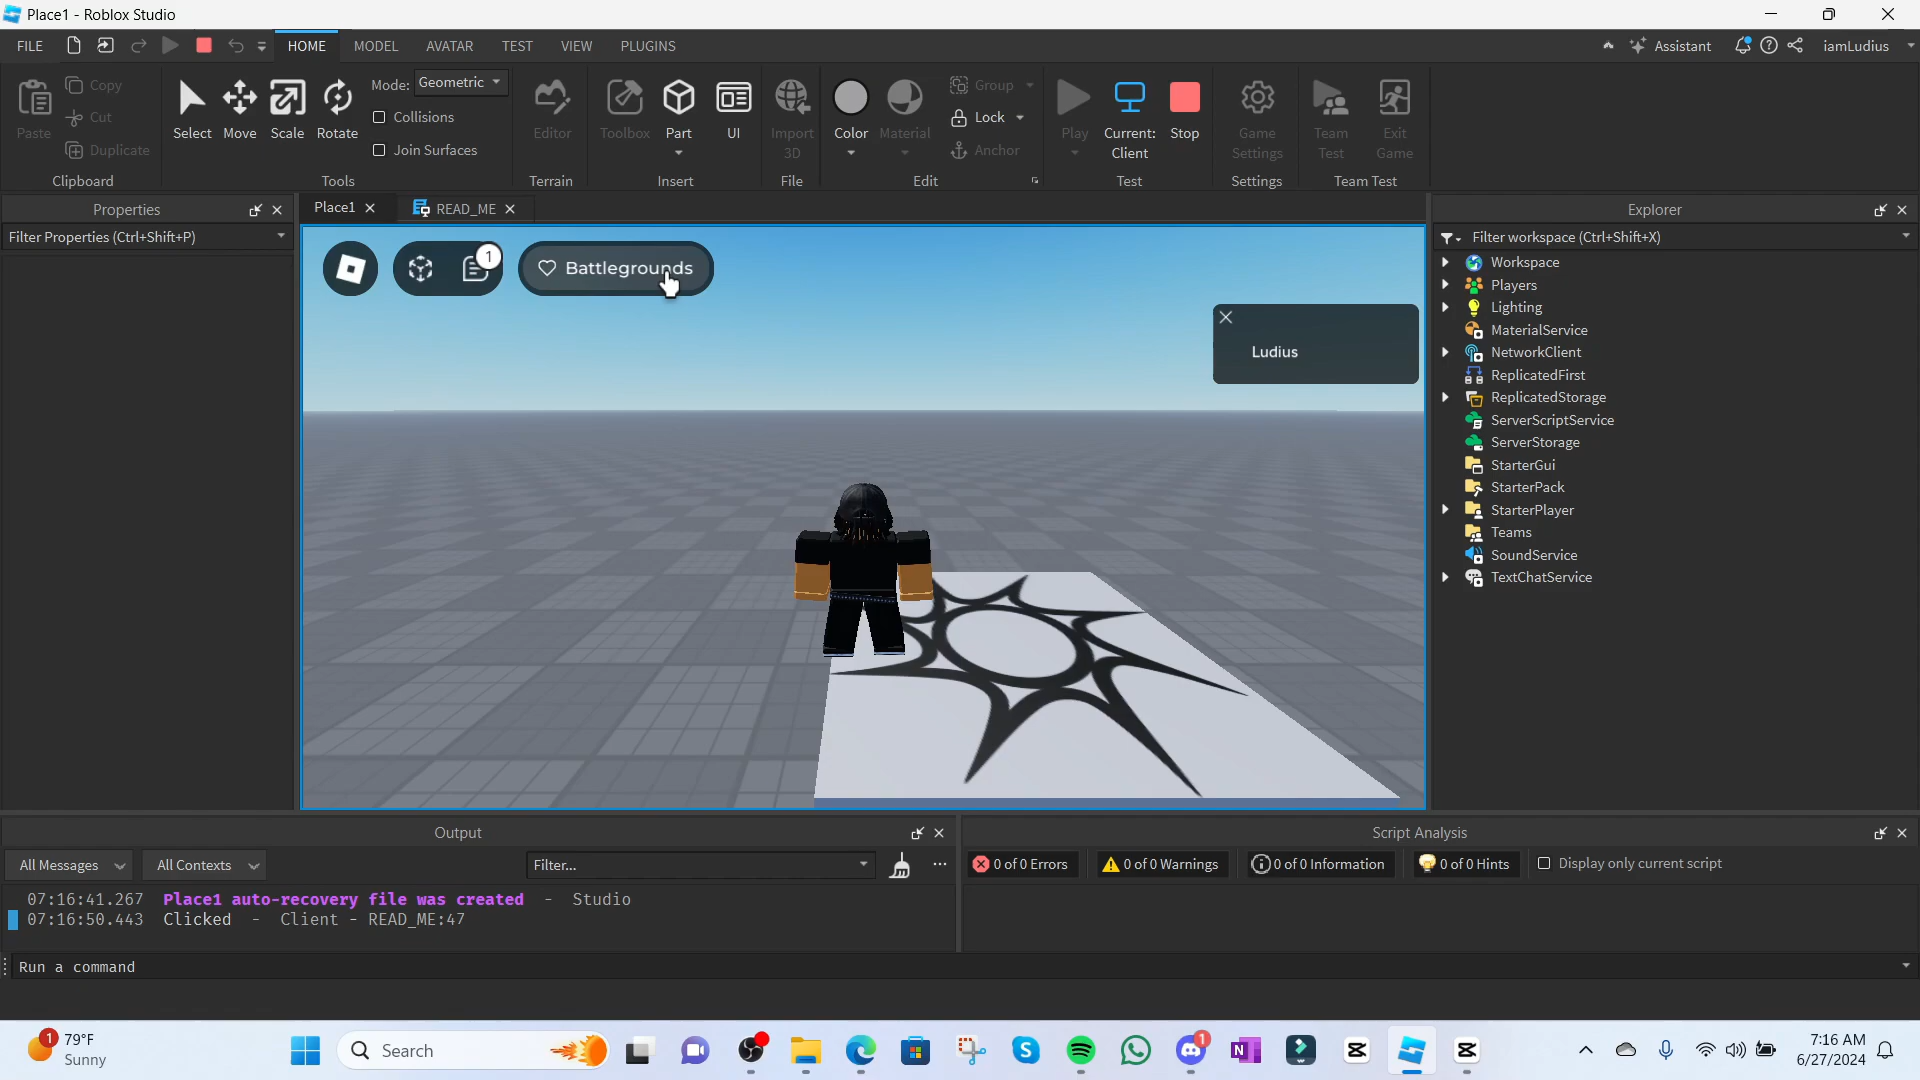 Place1 - Roblox Studio
FILE HOME MODEL AVATAR TEST VIEW PLUGINS Assistant iamLudius
Paste Copy Cut Duplicate
Clipboard
Select Move Scale Rotate
Mode: Geometric
Collisions
Join Surfaces
Tools
Editor
Terrain
Toolbox Part UI
Insert
Import 3D
File
Color Material
Group
Lock
Anchor
Edit
Play Current: Client Stop
Test
Game Settings
Settings
Team Test Exit Game
Team Test
Properties
Filter Properties (Ctrl+Shift+P)
Place1 READ_ME
1
Battlegrounds
Ludius
Explorer
Filter workspace (Ctrl+Shift+X)
Workspace
Players
Lighting
MaterialService
NetworkClient
ReplicatedFirst
ReplicatedStorage
ServerScriptService
ServerStorage
StarterGui
StarterPack
StarterPlayer
Teams
SoundService
TextChatService
Output
All Messages All Contexts Filter...
07:16:41.267 Place1 auto-recovery file was created - Studio
07:16:50.443 Clicked - Client - READ_ME:47
Script Analysis
0 of 0 Errors 0 of 0 Warnings 0 of 0 Information 0 of 0 Hints Display only current script
Run a command
1
79°F
Sunny
Search
1
7:16 AM
6/27/2024